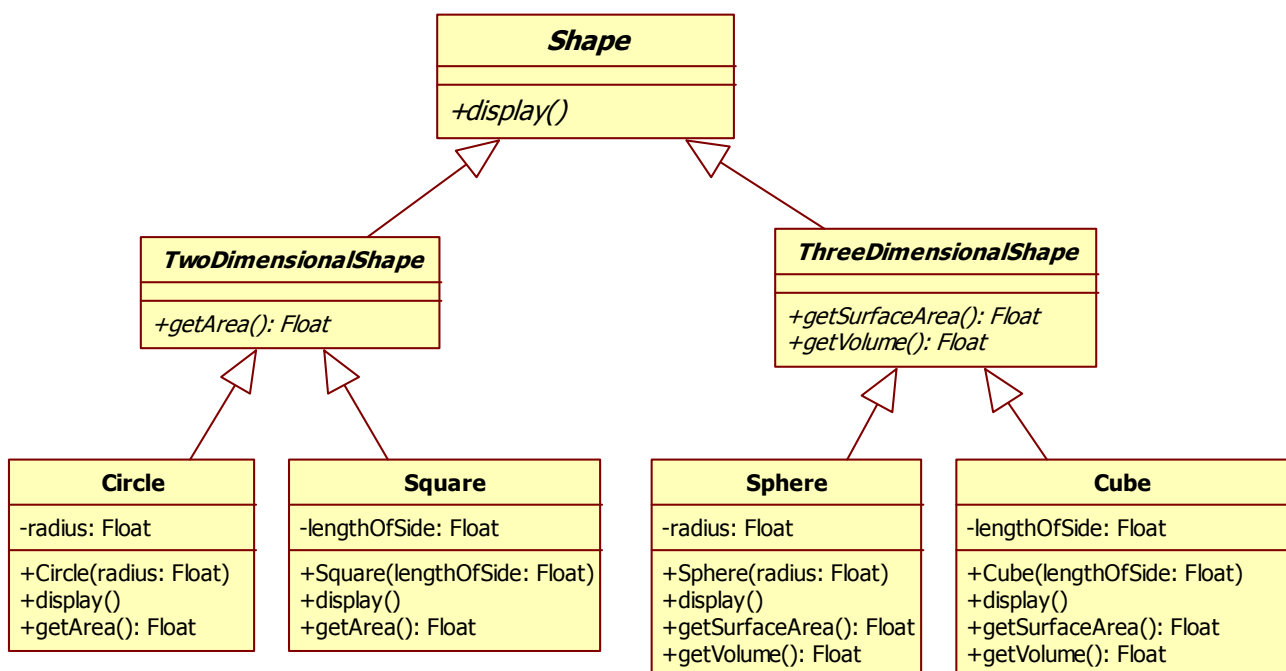 Shape
+display()
TwoDimensionalShape
+getArea(): Float
ThreeDimensionalShape
+getSurfaceArea(): Float
+getVolume(): Float
Circle
-radius: Float
+Circle(radius: Float)
+display()
+getArea(): Float
Square
-lengthOfSide: Float
+Square(lengthOfSide: Float)
+display()
+getArea(): Float
Sphere
-radius: Float
+Sphere(radius: Float)
+display()
+getSurfaceArea(): Float
+getVolume(): Float
Cube
-lengthOfSide: Float
+Cube(lengthOfSide: Float)
+display()
+getSurfaceArea(): Float
+getVolume(): Float